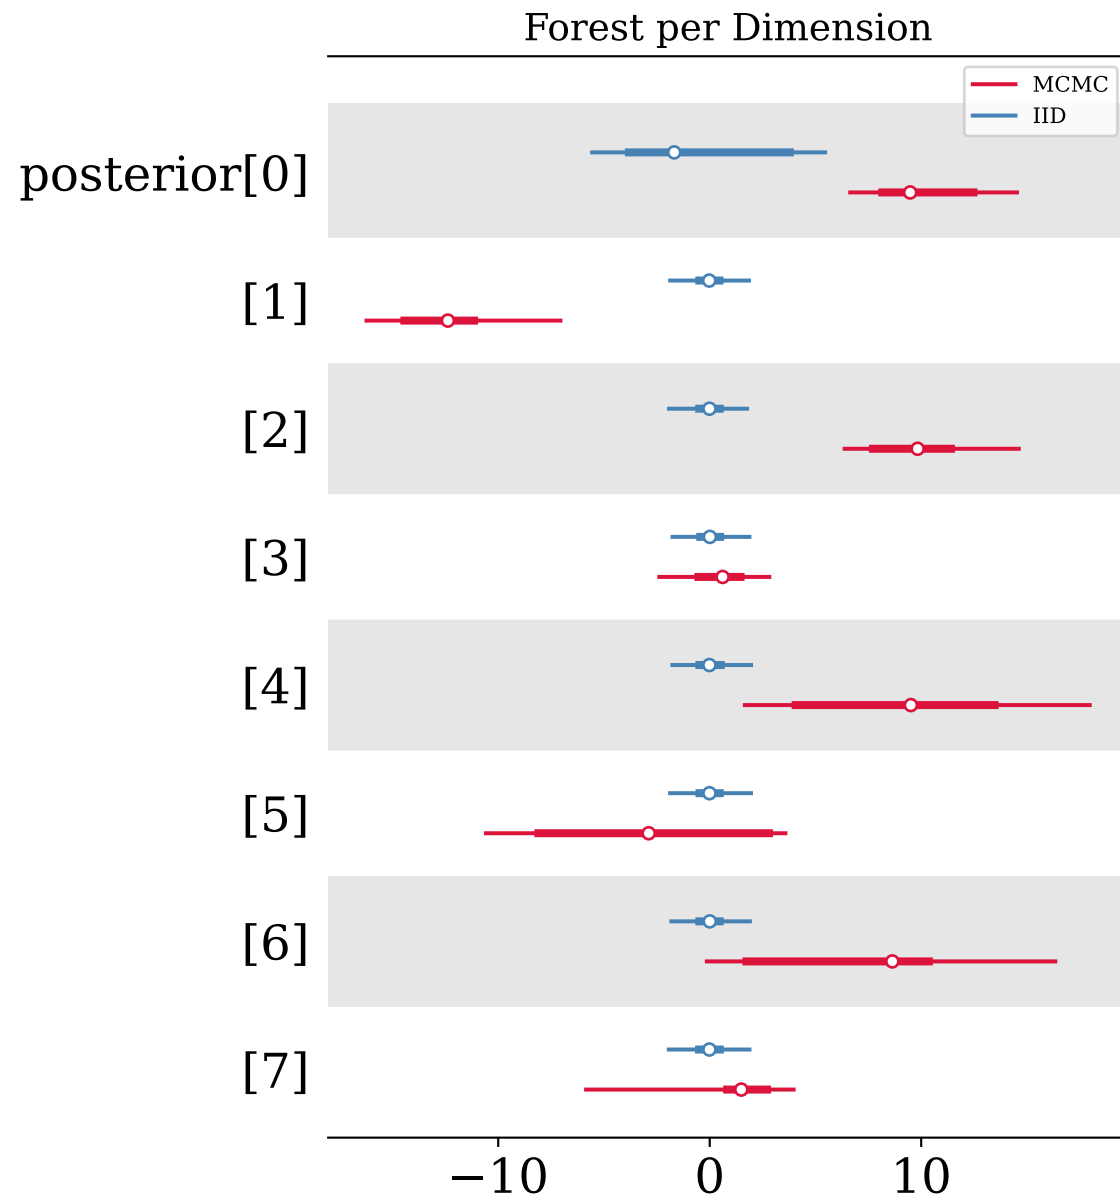 Forest per Dimension
MCMC
IID
posterior[0]
[1]
[2]
[3]
[4]
[5]
[6]
[7]
−10 0 10